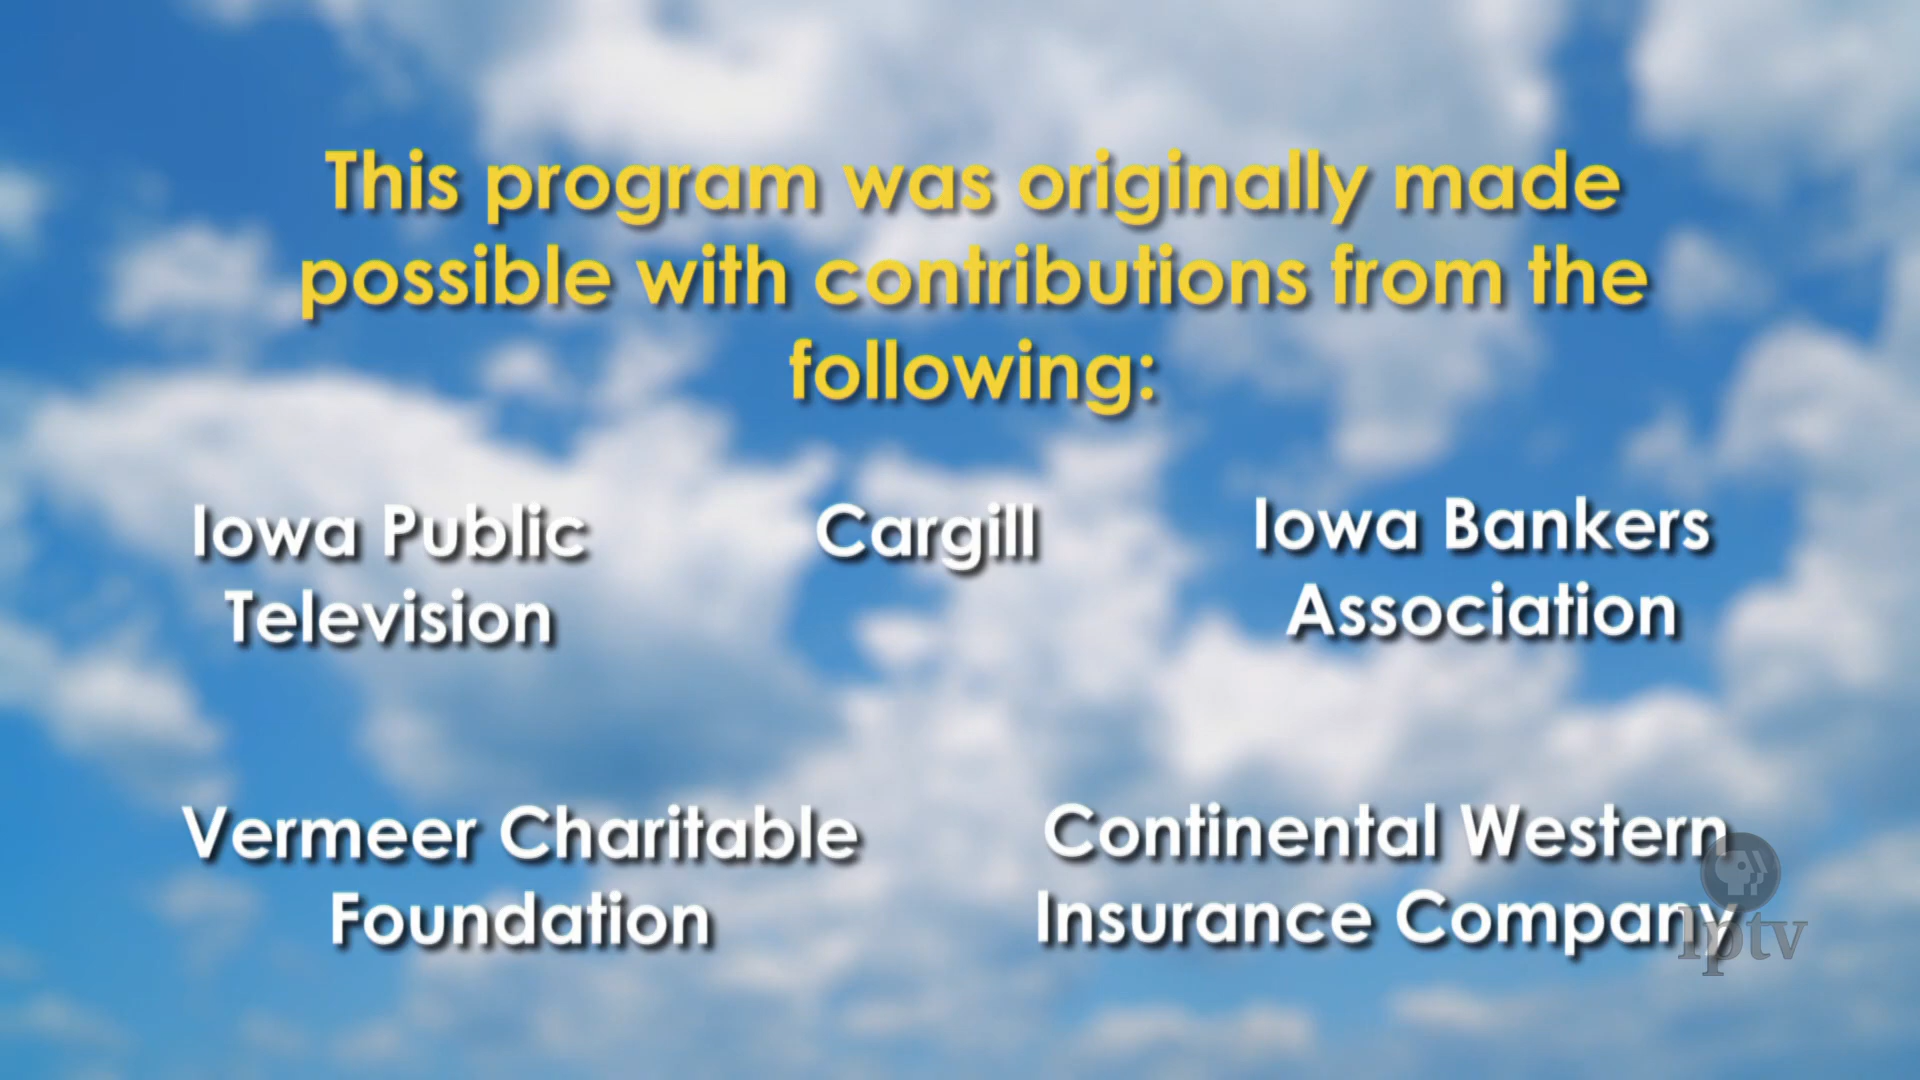 This program was originally made
possible with contributions from the
following:
Iowa Public
Television
Cargill
Iowa Bankers
Association
Vermeer Charitable
Foundation
Continental Western
Insurance Company
iptv